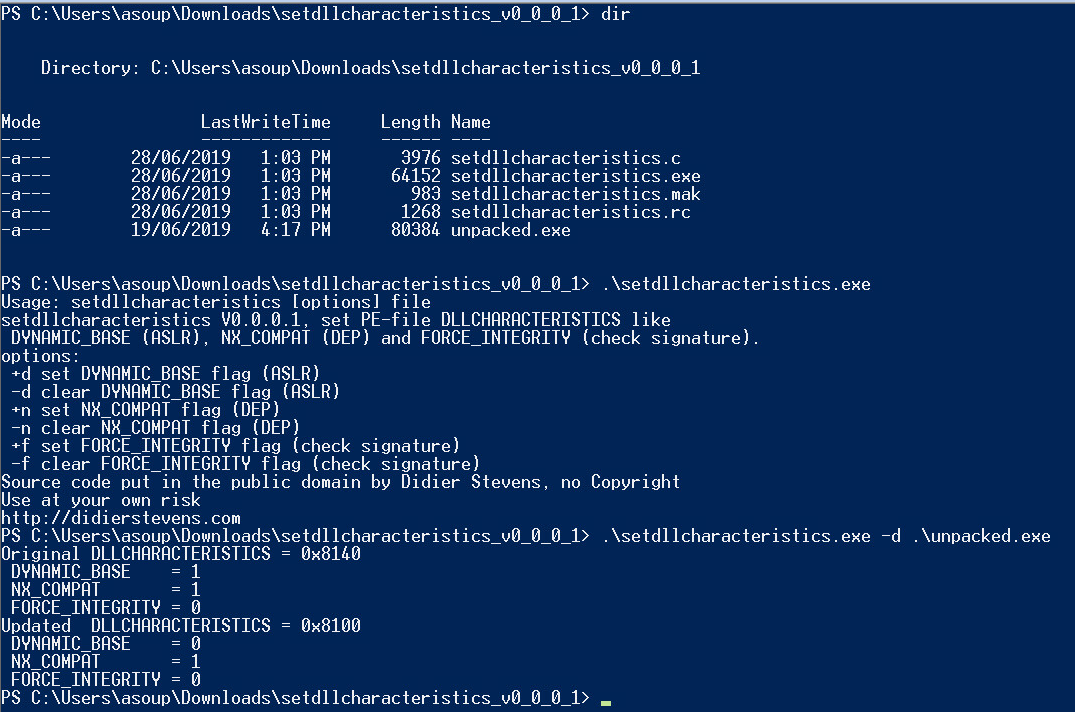 PS C:\Users\asoup\Downloads\setdllcharacteristics_v0_0_0_1> dir
Directory: C:\Users\asoup\Downloads\setdllcharacteristics_v0_0_0_1
Mode LastWriteTime Length Name
---- ------------- ------ ----
-a--- 28/06/2019 1:03 PM 3976 setdllcharacteristics.c
-a--- 28/06/2019 1:03 PM 64152 setdllcharacteristics.exe
-a--- 28/06/2019 1:03 PM 983 setdllcharacteristics.mak
-a--- 28/06/2019 1:03 PM 1268 setdllcharacteristics.rc
-a--- 19/06/2019 4:17 PM 80384 unpacked.exe
PS C:\Users\asoup\Downloads\setdllcharacteristics_v0_0_0_1> .\setdllcharacteristics.exe
Usage: setdllcharacteristics [options] file
setdllcharacteristics V0.0.0.1, set PE-file DLLCHARACTERISTICS like
DYNAMIC_BASE (ASLR), NX_COMPAT (DEP) and FORCE_INTEGRITY (check signature).
options:
+d set DYNAMIC_BASE flag (ASLR)
-d clear DYNAMIC_BASE flag (ASLR)
+n set NX_COMPAT flag (DEP)
-n clear NX_COMPAT flag (DEP)
+f set FORCE_INTEGRITY flag (check signature)
-f clear FORCE_INTEGRITY flag (check signature)
Source code put in the public domain by Didier Stevens, no Copyright
Use at your own risk
http://didierstevens.com
PS C:\Users\asoup\Downloads\setdllcharacteristics_v0_0_0_1> .\setdllcharacteristics.exe -d .\unpacked.exe
Original DLLCHARACTERISTICS = 0x8140
DYNAMIC_BASE = 1
NX_COMPAT = 1
FORCE_INTEGRITY = 0
Updated DLLCHARACTERISTICS = 0x8100
DYNAMIC_BASE = 0
NX_COMPAT = 1
FORCE_INTEGRITY = 0
PS C:\Users\asoup\Downloads\setdllcharacteristics_v0_0_0_1>